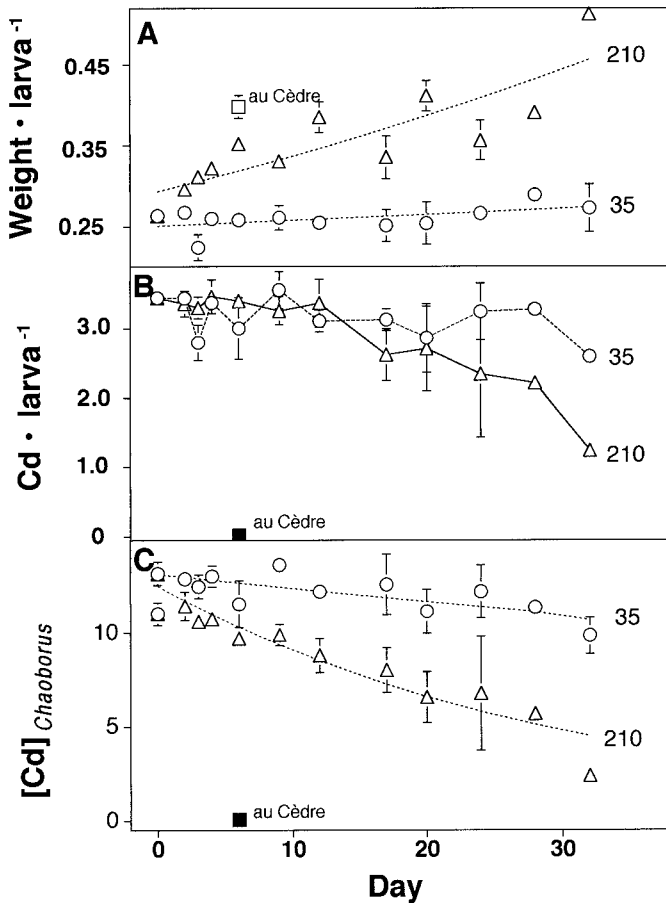 A
Weight · larva⁻¹
0.45
0.35
0.25
au Cèdre
210
35
B
Cd · larva⁻¹
3.0
2.0
1.0
0
35
210
au Cèdre
C
[Cd] Chaoborus
10
5
0
35
210
au Cèdre
0 10 20 30
Day